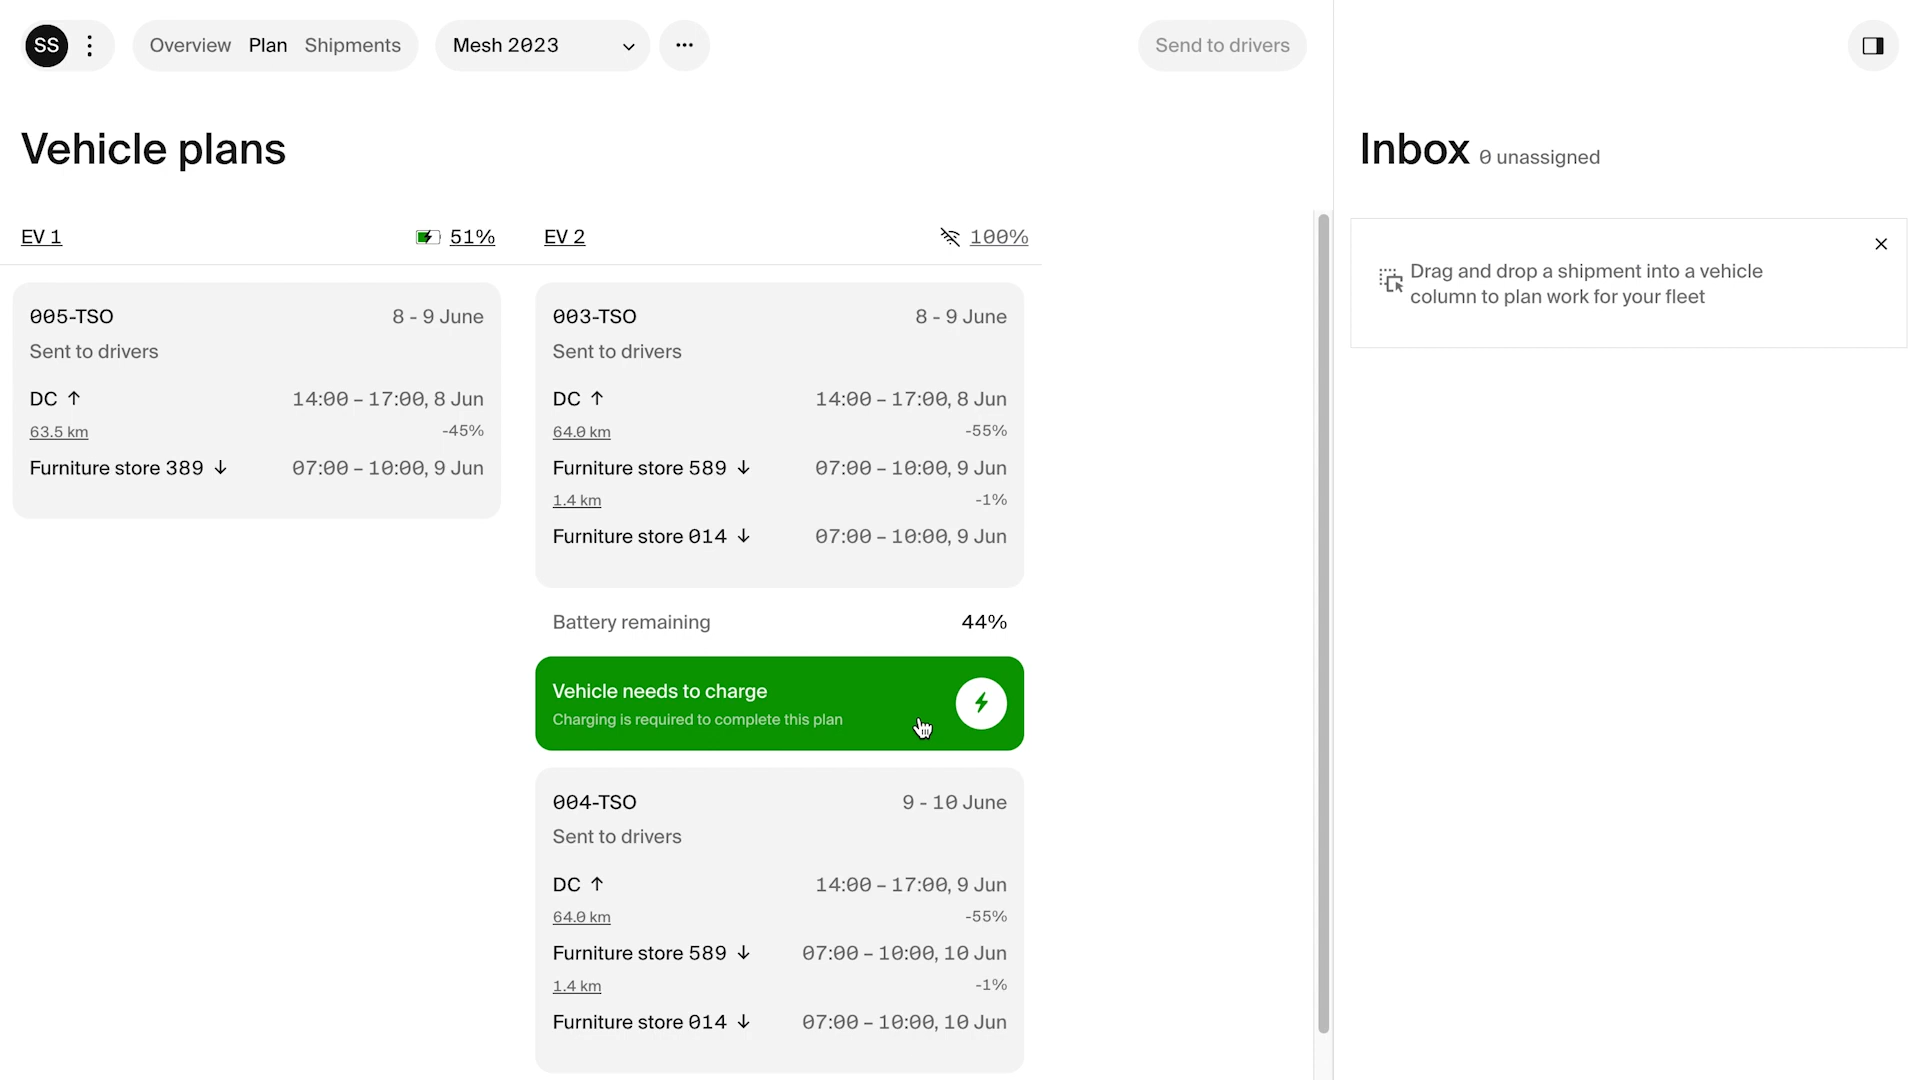 SS
Overview Plan Shipments
Mesh 2023
Send to drivers
Vehicle plans
Inbox 0 unassigned
EV 1 51%
EV 2 100%
Drag and drop a shipment into a vehicle
column to plan work for your fleet
005-TSO 8 - 9 June
Sent to drivers
DC ↑ 14:00 – 17:00, 8 Jun
63.5 km -45%
Furniture store 389 ↓ 07:00 – 10:00, 9 Jun
003-TSO 8 - 9 June
Sent to drivers
DC ↑ 14:00 – 17:00, 8 Jun
64.0 km -55%
Furniture store 589 ↓ 07:00 – 10:00, 9 Jun
1.4 km -1%
Furniture store 014 ↓ 07:00 – 10:00, 9 Jun
Battery remaining 44%
Vehicle needs to charge
Charging is required to complete this plan
004-TSO 9 - 10 June
Sent to drivers
DC ↑ 14:00 – 17:00, 9 Jun
64.0 km -55%
Furniture store 589 ↓ 07:00 – 10:00, 10 Jun
1.4 km -1%
Furniture store 014 ↓ 07:00 – 10:00, 10 Jun